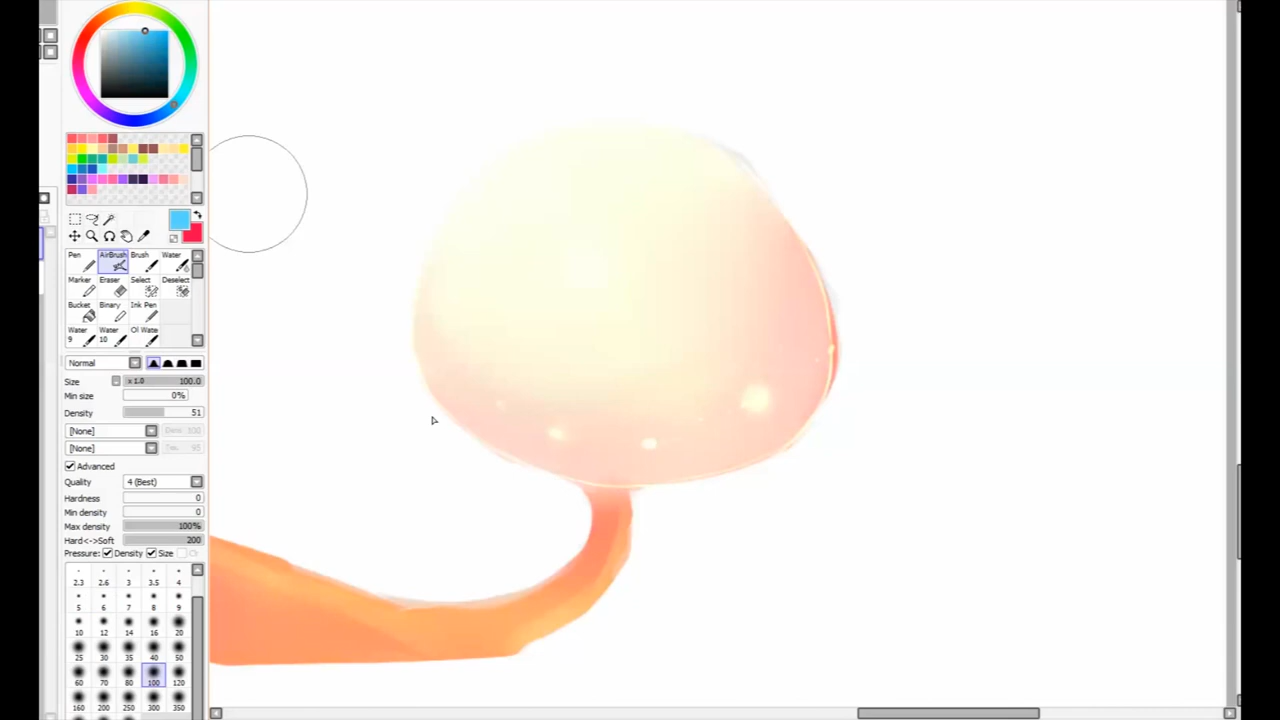 Pen AirBrush Brush Water
Marker Eraser Select Deselect
Bucket Binary Ink Pen
Water 9 Water 10 Ol Wate
Normal
Size x 1.0 100.0
Min size 0%
Density 51
[None]
[None]
Advanced
Quality 4 (Best)
Hardness 0
Min density 0
Max density 100%
Hard<->Soft 200
Pressure: Density Size
2.3 2.6 3 3.5 4
5 6 7 8 9
10 12 14 16 20
25 30 35 40 50
60 70 80 100 120
160 200 250 300 350